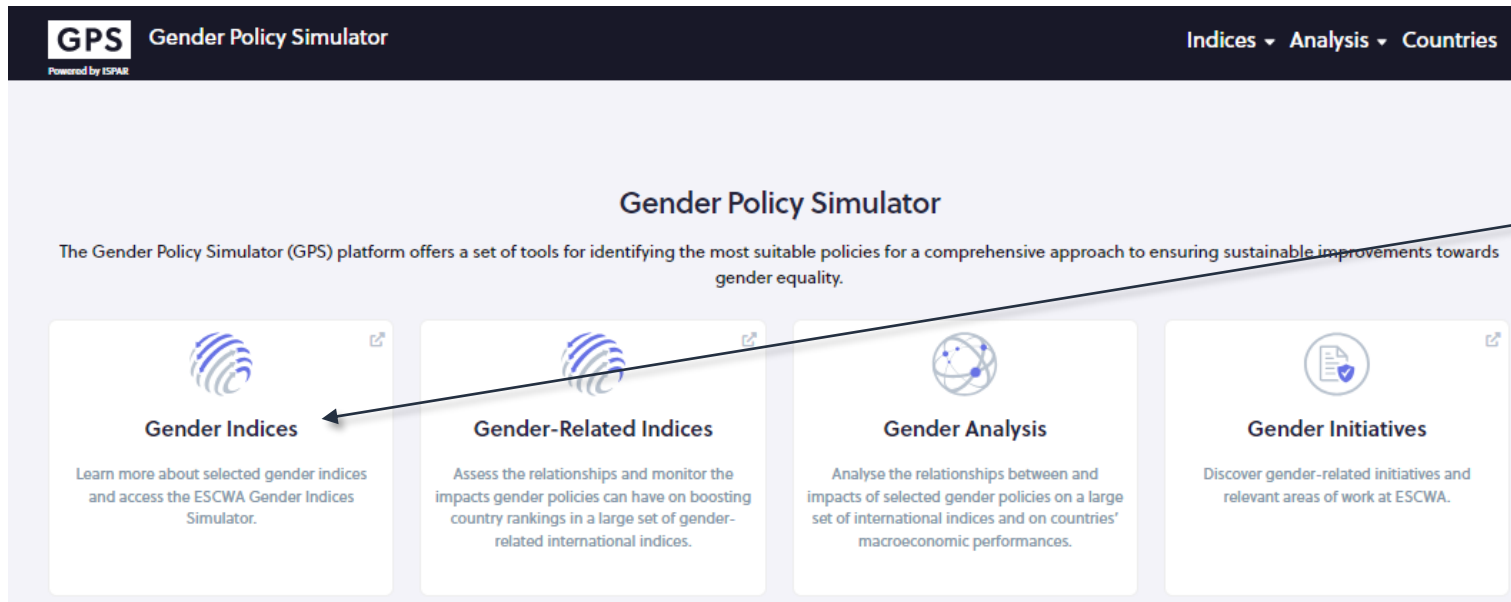 GPS Gender Policy Simulator
Indices Analysis Countries
Powered by ISPAR
Gender Policy Simulator
The Gender Policy Simulator (GPS) platform offers a set of tools for identifying the most suitable policies for a comprehensive approach to ensuring sustainable improvements towards
gender equality.
Gender Indices
Learn more about selected gender indices
and access the ESCWA Gender Indices
Simulator.
Gender-Related Indices
Assess the relationships and monitor the
impacts gender policies can have on boosting
country rankings in a large set of gender-
related international indices.
Gender Analysis
Analyse the relationships between and
impacts of selected gender policies on a large
set of international indices and on countries'
macroeconomic performances.
Gender Initiatives
Discover gender-related initiatives and
relevant areas of work at ESCWA.